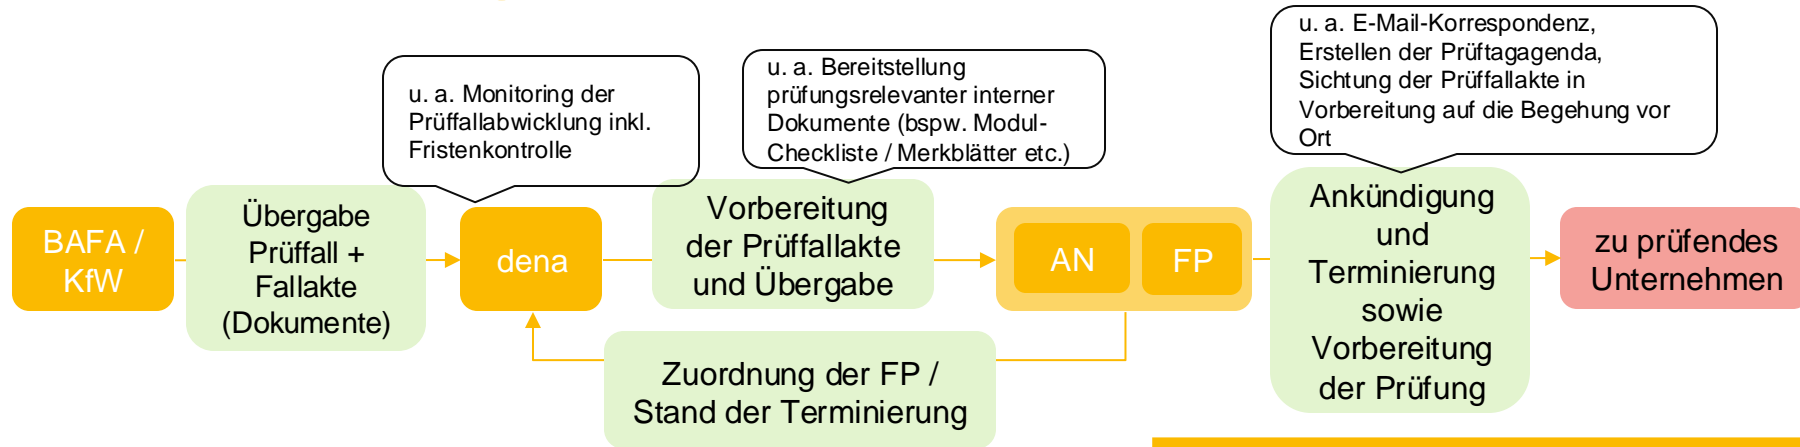 u. a. Monitoring der
Prüffallabwicklung inkl.
Fristenkontrolle
u. a. Bereitstellung
prüfungsrelevanter interner
Dokumente (bspw. Modul-
Checkliste / Merkblätter etc.)
u. a. E-Mail-Korrespondenz,
Erstellen der Prüftagagenda,
Sichtung der Prüffallakte in
Vorbereitung auf die Begehung vor
Ort
BAFA /
KfW
Übergabe
Prüffall +
Fallakte
(Dokumente)
dena
Vorbereitung
der Prüffallakte
und Übergabe
AN
FP
Ankündigung
und
Terminierung
sowie
Vorbereitung
der Prüfung
zu prüfendes
Unternehmen
Zuordnung der FP /
Stand der Terminierung